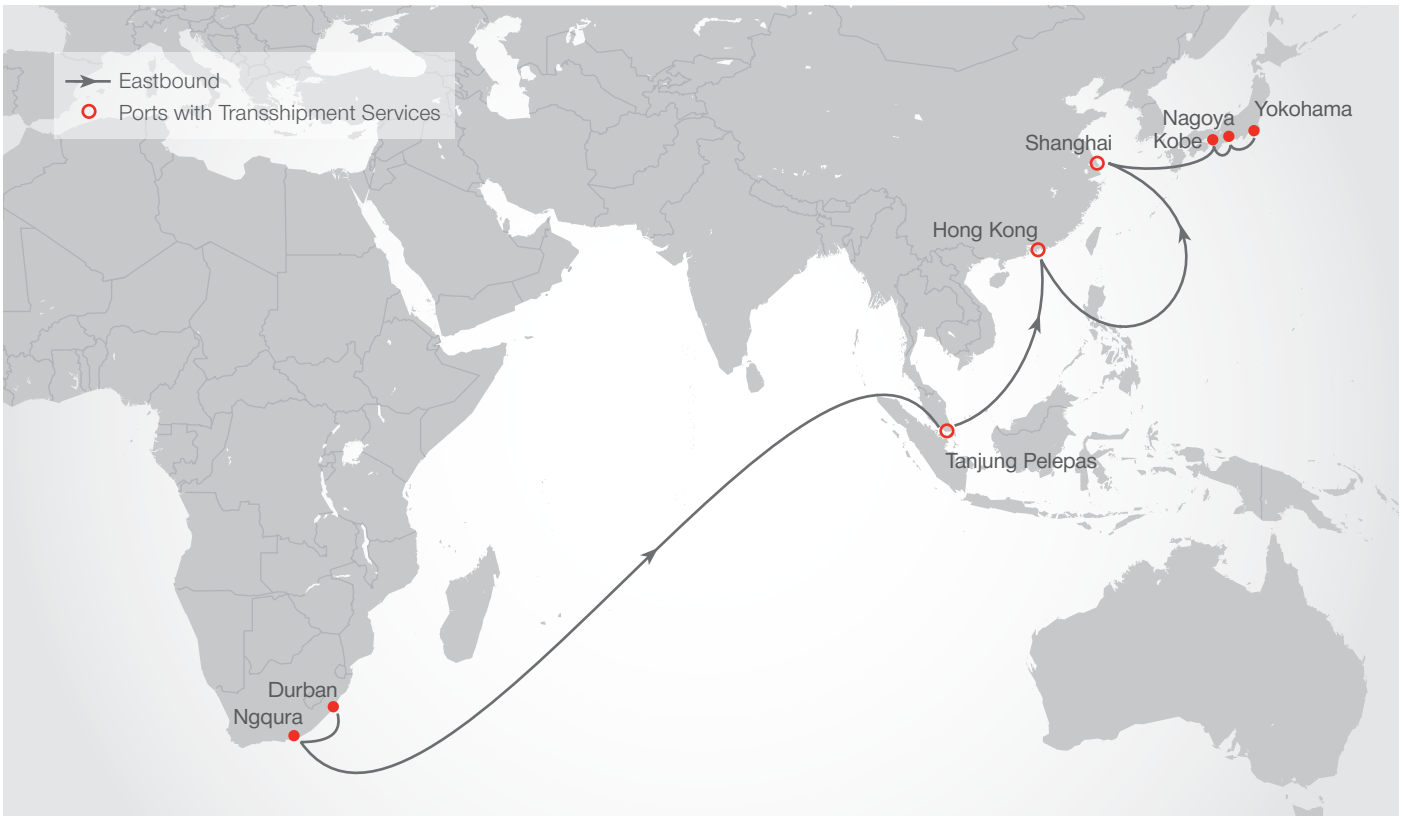 Eastbound
Ports with Transshipment Services
Yokohama
Nagoya
Kobe
Shanghai
Hong Kong
Tanjung Pelepas
Durban
Ngqura